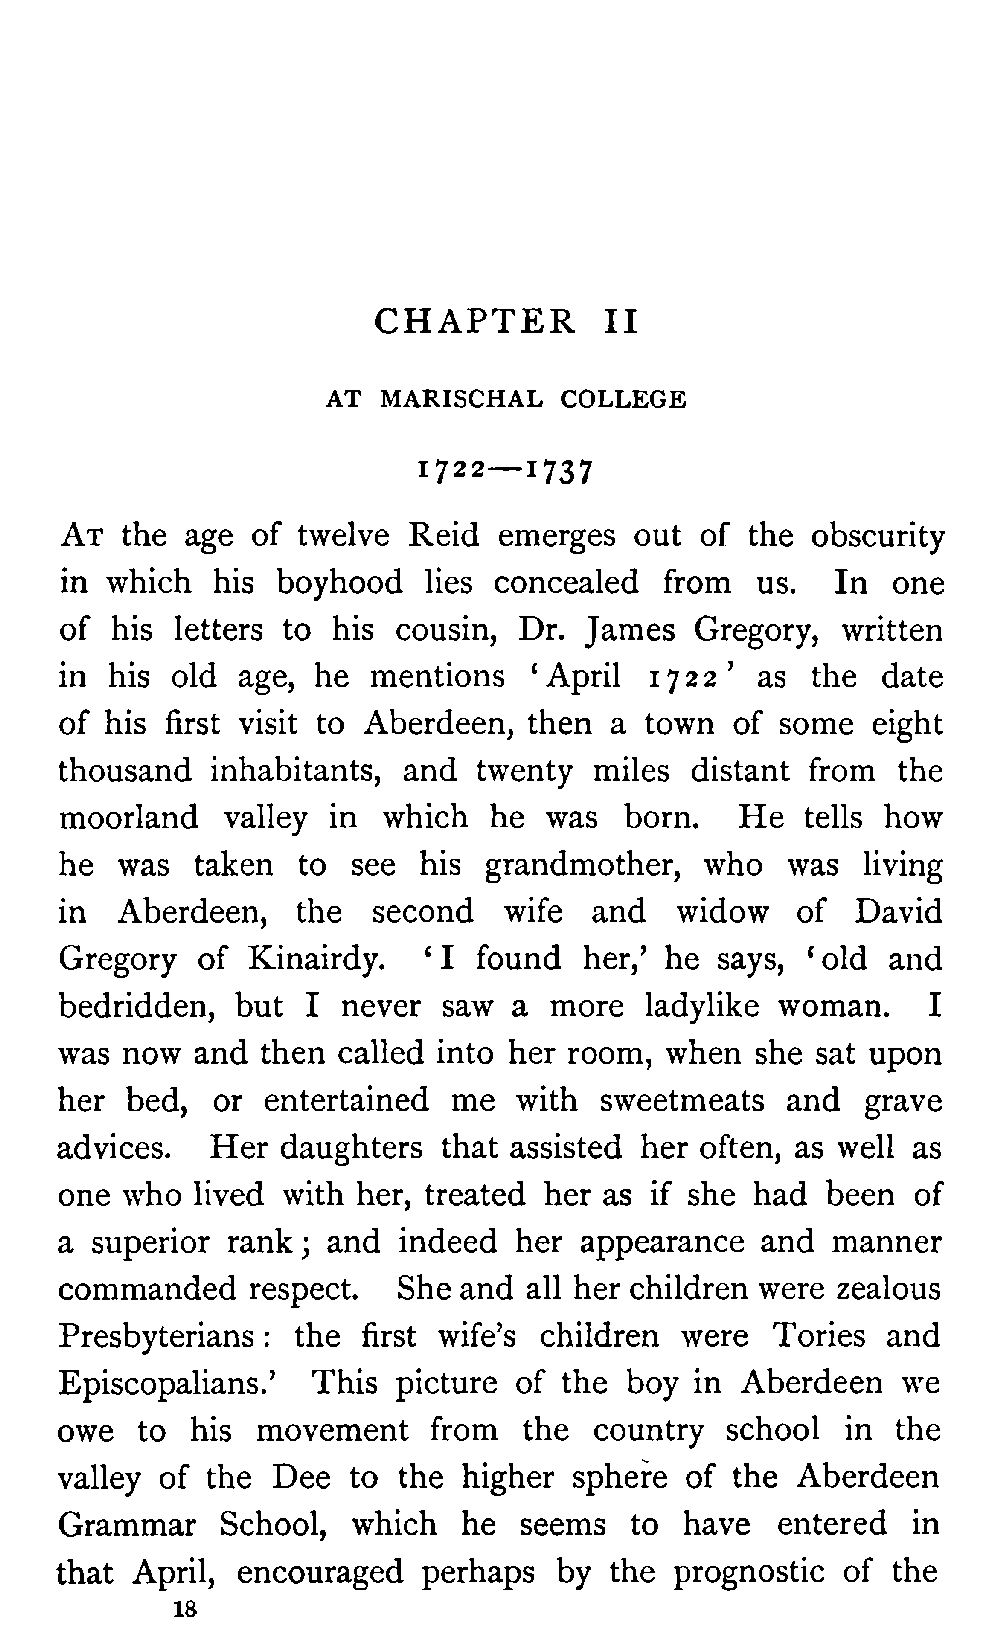 CHAPTER II
AT MARISCHAL COLLEGE
1722—1737
AT the age of twelve Reid emerges out of the obscurity
in which his boyhood lies concealed from us. In one
of his letters to his cousin, Dr. James Gregory, written
in his old age, he mentions ‘April 1722’ as the date
of his first visit to Aberdeen, then a town of some eight
thousand inhabitants, and twenty miles distant from the
moorland valley in which he was born. He tells how
he was taken to see his grandmother, who was living
in Aberdeen, the second wife and widow of David
Gregory of Kinairdy. ‘I found her,’ he says, ‘old and
bedridden, but I never saw a more ladylike woman. I
was now and then called into her room, when she sat upon
her bed, or entertained me with sweetmeats and grave
advices. Her daughters that assisted her often, as well as
one who lived with her, treated her as if she had been of
a superior rank; and indeed her appearance and manner
commanded respect. She and all her children were zealous
Presbyterians: the first wife’s children were Tories and
Episcopalians.’ This picture of the boy in Aberdeen we
owe to his movement from the country school in the
valley of the Dee to the higher sphere of the Aberdeen
Grammar School, which he seems to have entered in
that April, encouraged perhaps by the prognostic of the
18